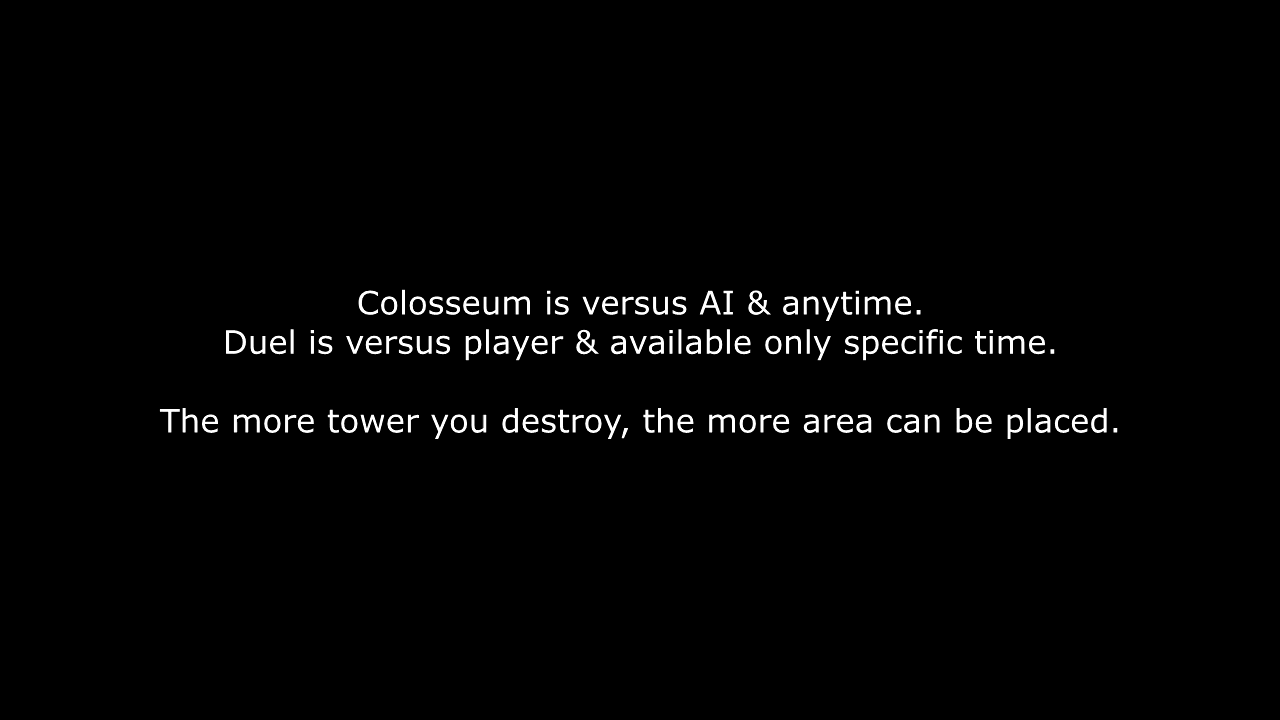 Colosseum is versus AI & anytime.
Duel is versus player & available only specific time.
The more tower you destroy, the more area can be placed.